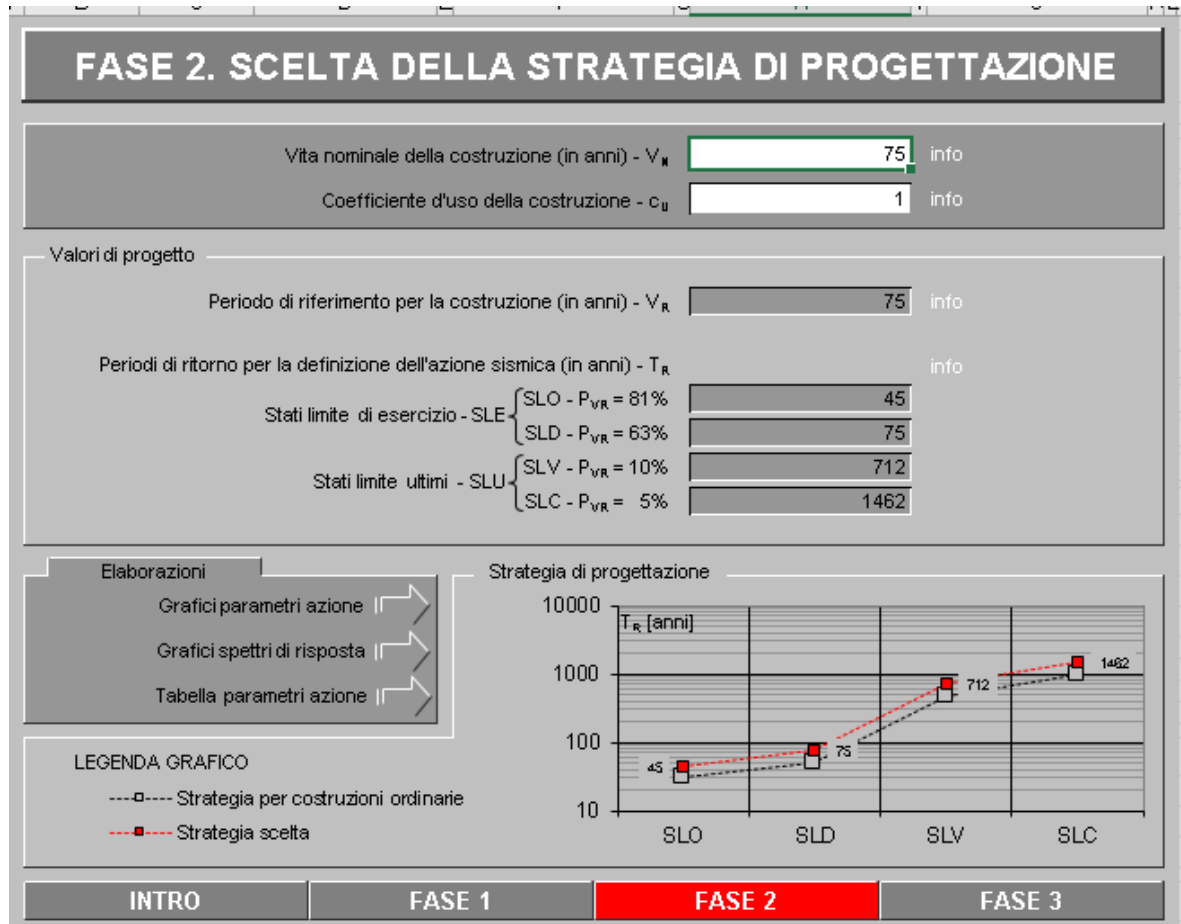 FASE 2. SCELTA DELLA STRATEGIA DI PROGETTAZIONE
Vita nominale della costruzione (in anni) - VN 75 info
Coefficiente d'uso della costruzione - cU 1 info
Valori di progetto
Periodo di riferimento per la costruzione (in anni) - VR 75 info
Periodi di ritorno per la definizione dell'azione sismica (in anni) - TR info
Stati limite di esercizio - SLE
SLO - PVR = 81% 45
SLD - PVR = 63% 75
Stati limite ultimi - SLU
SLV - PVR = 10% 712
SLC - PVR = 5% 1462
Elaborazioni
Grafici parametri azione
Grafici spettri di risposta
Tabella parametri azione
Strategia di progettazione
TR [anni]
10000
1000
100
10
45
75
712
1462
SLO SLD SLV SLC
LEGENDA GRAFICO
Strategia per costruzioni ordinarie
Strategia scelta
INTRO FASE 1 FASE 2 FASE 3